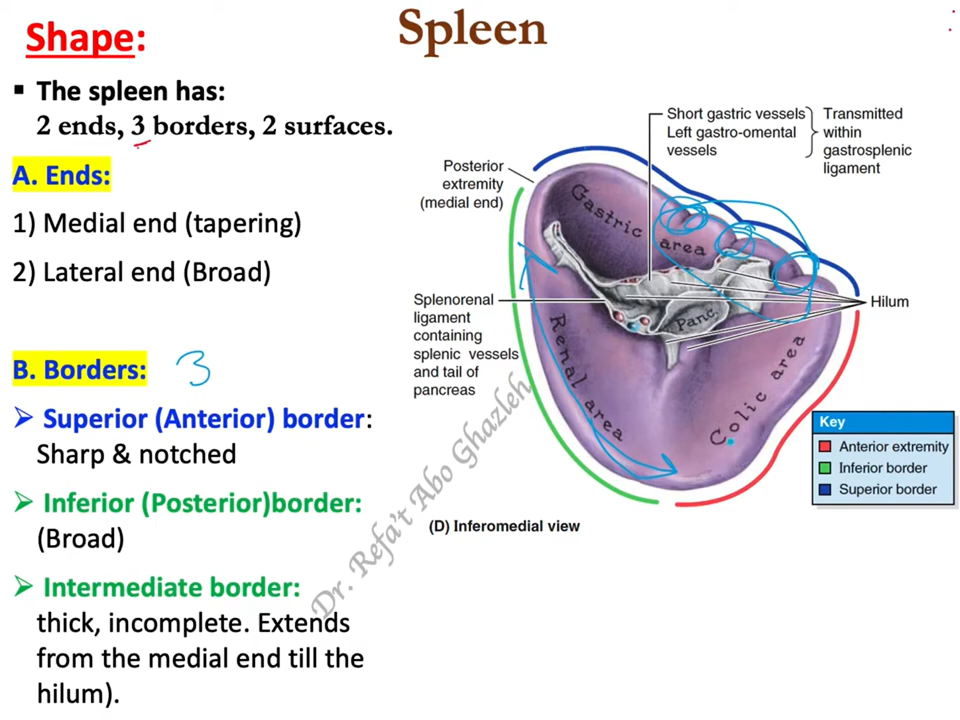 Spleen
Shape:
▪ The spleen has:
2 ends, 3 borders, 2 surfaces.
A. Ends:
1) Medial end (tapering)
2) Lateral end (Broad)
B. Borders: 3
➢ Superior (Anterior) border:
Sharp & notched
➢ Inferior (Posterior)border:
(Broad)
➢ Intermediate border:
thick, incomplete. Extends
from the medial end till the
hilum).
Short gastric vessels
Left gastro-omental
vessels
Transmitted
within
gastrosplenic
ligament
Posterior
extremity
(medial end)
Gastric area
Splenorenal
ligament
containing
splenic vessels
and tail of
pancreas
Hilum
Panc.
Renal area
Colic area
Key
Anterior extremity
Inferior border
Superior border
(D) Inferomedial view
Dr. Refa't Abo Ghazleh